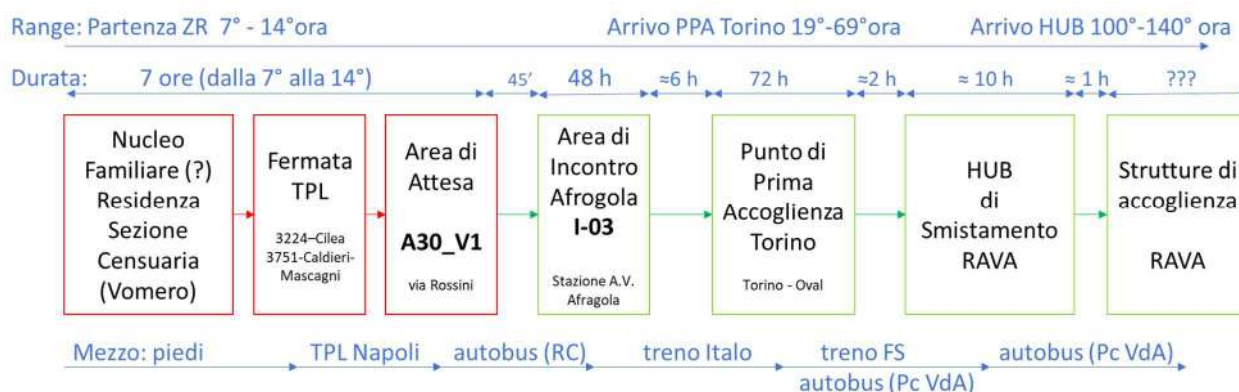 Range: Partenza ZR 7° - 14°ora
Arrivo PPA Torino 19°-69°ora
Arrivo HUB 100°-140° ora
Durata:
7 ore (dalla 7° alla 14°)
45'
48 h
≈6 h
72 h
≈2 h
≈ 10 h
≈ 1 h
???
Nucleo
Familiare (?)
Residenza
Sezione
Censuaria
(Vomero)
Fermata
TPL
3224–Cilea
3751-Caldieri-
Mascagni
Area di
Attesa
A30_V1
via Rossini
Area di
Incontro
Afrogola
I-03
Stazione A.V.
Afragola
Punto di
Prima
Accoglienza
Torino
Torino - Oval
HUB
di
Smistamento
RAVA
Strutture di
accoglienza
RAVA
Mezzo: piedi
TPL Napoli
autobus (RC)
treno Italo
treno FS
autobus (Pc VdA)
autobus (Pc VdA)